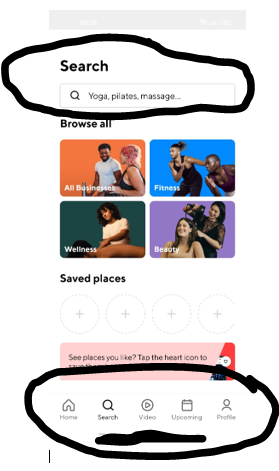 Search
Yoga, pilates, massage...
Browse all
All Businesses
Fitness
Wellness
Beauty
Saved places
See places you like? Tap the heart icon to
Home Search Video Upcoming Profile